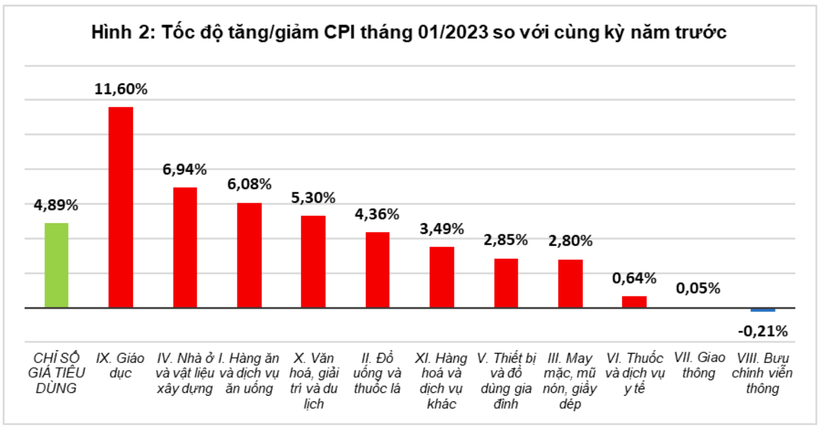 Hình 2: Tốc độ tăng/giảm CPI tháng 01/2023 so với cùng kỳ năm trước
4,89%
11,60%
6,94%
6,08%
5,30%
4,36%
3,49%
2,85%
2,80%
0,64%
0,05%
-0,21%
CHỈ SỐ
GIÁ TIÊU
DÙNG
IX. Giáo
dục
IV. Nhà ở
và vật liệu
xây dựng
I. Hàng ăn
và dịch vụ
ăn uống
X. Văn
hoá, giải
trí và du
lịch
II. Đồ
uống và
thuốc lá
XI. Hàng
hoá và
dịch vụ
khác
V. Thiết bị
và đồ
dùng gia
đình
III. May
mặc, mũ
nón, giầy
dép
VI. Thuốc
và dịch vụ
y tế
VII. Giao
thông
VIII. Bưu
chính viễn
thông